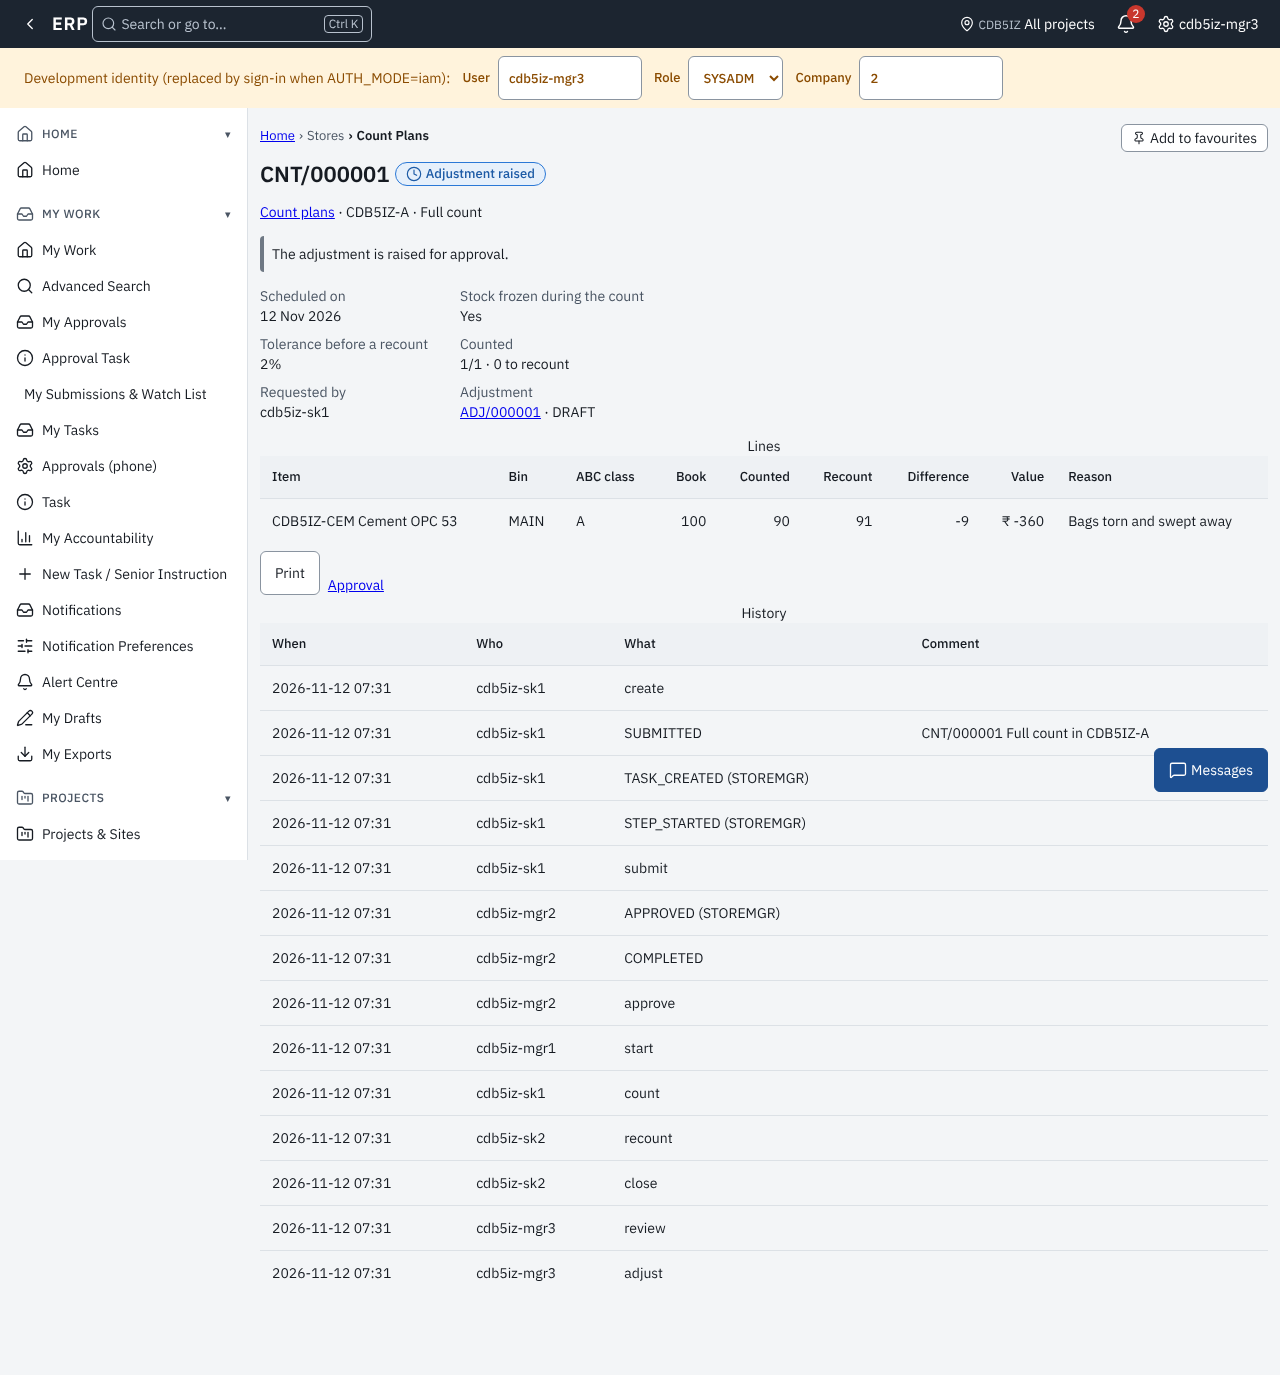 ERP
Search or go to...
Ctrl K
CDB5IZ All projects
2
cdb5iz-mgr3
Development identity (replaced by sign-in when AUTH_MODE=iam):
User
cdb5iz-mgr3
Role
SYSADM
Company
2
HOME
Home
MY WORK
My Work
Advanced Search
My Approvals
Approval Task
My Submissions & Watch List
My Tasks
Approvals (phone)
Task
My Accountability
New Task / Senior Instruction
Notifications
Notification Preferences
Alert Centre
My Drafts
My Exports
PROJECTS
Projects & Sites
Home › Stores › Count Plans
Add to favourites
CNT/000001
Adjustment raised
Count plans · CDB5IZ-A · Full count
The adjustment is raised for approval.
Scheduled on
12 Nov 2026
Stock frozen during the count
Yes
Tolerance before a recount
2%
Counted
1/1 · 0 to recount
Requested by
cdb5iz-sk1
Adjustment
ADJ/000001 · DRAFT
Lines
Item Bin ABC class Book Counted Recount Difference Value Reason
CDB5IZ-CEM Cement OPC 53 MAIN A 100 90 91 -9 ₹ -360 Bags torn and swept away
Print
Approval
History
When Who What Comment
2026-11-12 07:31 cdb5iz-sk1 create
2026-11-12 07:31 cdb5iz-sk1 SUBMITTED CNT/000001 Full count in CDB5IZ-A
2026-11-12 07:31 cdb5iz-sk1 TASK_CREATED (STOREMGR)
Messages
2026-11-12 07:31 cdb5iz-sk1 STEP_STARTED (STOREMGR)
2026-11-12 07:31 cdb5iz-sk1 submit
2026-11-12 07:31 cdb5iz-mgr2 APPROVED (STOREMGR)
2026-11-12 07:31 cdb5iz-mgr2 COMPLETED
2026-11-12 07:31 cdb5iz-mgr2 approve
2026-11-12 07:31 cdb5iz-mgr1 start
2026-11-12 07:31 cdb5iz-sk1 count
2026-11-12 07:31 cdb5iz-sk2 recount
2026-11-12 07:31 cdb5iz-sk2 close
2026-11-12 07:31 cdb5iz-mgr3 review
2026-11-12 07:31 cdb5iz-mgr3 adjust